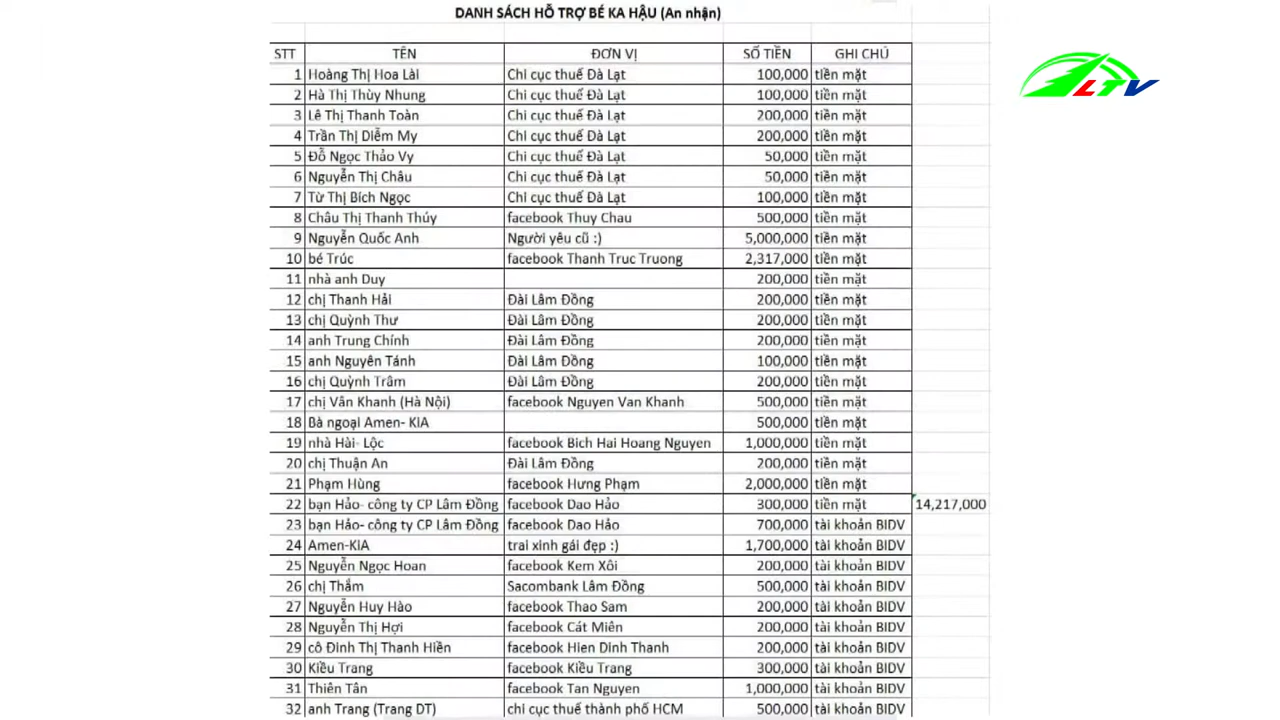 DANH SÁCH HỖ TRỢ BÉ KA HẬU (An nhận)
STT TÊN ĐƠN VỊ SỐ TIỀN GHI CHÚ
1 Hoàng Thị Hoa Lài Chi cục thuế Đà Lạt 100,000 tiền mặt
2 Hà Thị Thùy Nhung Chi cục thuế Đà Lạt 100,000 tiền mặt
3 Lê Thị Thanh Toàn Chi cục thuế Đà Lạt 200,000 tiền mặt
4 Trần Thị Diễm My Chi cục thuế Đà Lạt 200,000 tiền mặt
5 Đỗ Ngọc Thảo Vy Chi cục thuế Đà Lạt 50,000 tiền mặt
6 Nguyễn Thị Châu Chi cục thuế Đà Lạt 50,000 tiền mặt
7 Từ Thị Bích Ngọc Chi cục thuế Đà Lạt 100,000 tiền mặt
8 Châu Thị Thanh Thúy facebook Thuy Chau 500,000 tiền mặt
9 Nguyễn Quốc Anh Người yêu cũ :) 5,000,000 tiền mặt
10 bé Trúc facebook Thanh Truc Truong 2,317,000 tiền mặt
11 nhà anh Duy 200,000 tiền mặt
12 chị Thanh Hải Đài Lâm Đồng 200,000 tiền mặt
13 chị Quỳnh Thư Đài Lâm Đồng 200,000 tiền mặt
14 anh Trung Chính Đài Lâm Đồng 200,000 tiền mặt
15 anh Nguyên Tánh Đài Lâm Đồng 100,000 tiền mặt
16 chị Quỳnh Trâm Đài Lâm Đồng 200,000 tiền mặt
17 chị Vân Khanh (Hà Nội) facebook Nguyen Van Khanh 500,000 tiền mặt
18 Bà ngoại Amen- KIA 500,000 tiền mặt
19 nhà Hài- Lộc facebook Bich Hai Hoang Nguyen 1,000,000 tiền mặt
20 chị Thuận An Đài Lâm Đồng 200,000 tiền mặt
21 Phạm Hùng facebook Hưng Phạm 2,000,000 tiền mặt
22 bạn Hảo- công ty CP Lâm Đồng facebook Dao Hảo 300,000 tiền mặt 14,217,000
23 bạn Hảo- công ty CP Lâm Đồng facebook Dao Hảo 700,000 tài khoản BIDV
24 Amen-KIA trai xinh gái đẹp :) 1,700,000 tài khoản BIDV
25 Nguyễn Ngọc Hoan facebook Kem Xôi 200,000 tài khoản BIDV
26 chị Thắm Sacombank Lâm Đồng 500,000 tài khoản BIDV
27 Nguyễn Huy Hào facebook Thao Sam 200,000 tài khoản BIDV
28 Nguyễn Thị Hợi facebook Cát Miên 200,000 tài khoản BIDV
29 cô Đinh Thị Thanh Hiền facebook Hien Dinh Thanh 200,000 tài khoản BIDV
30 Kiều Trang facebook Kiều Trang 300,000 tài khoản BIDV
31 Thiên Tân facebook Tan Nguyen 1,000,000 tài khoản BIDV
32 anh Trang (Trang DT) chi cục thuế thành phố HCM 500,000 tài khoản BIDV
LTV